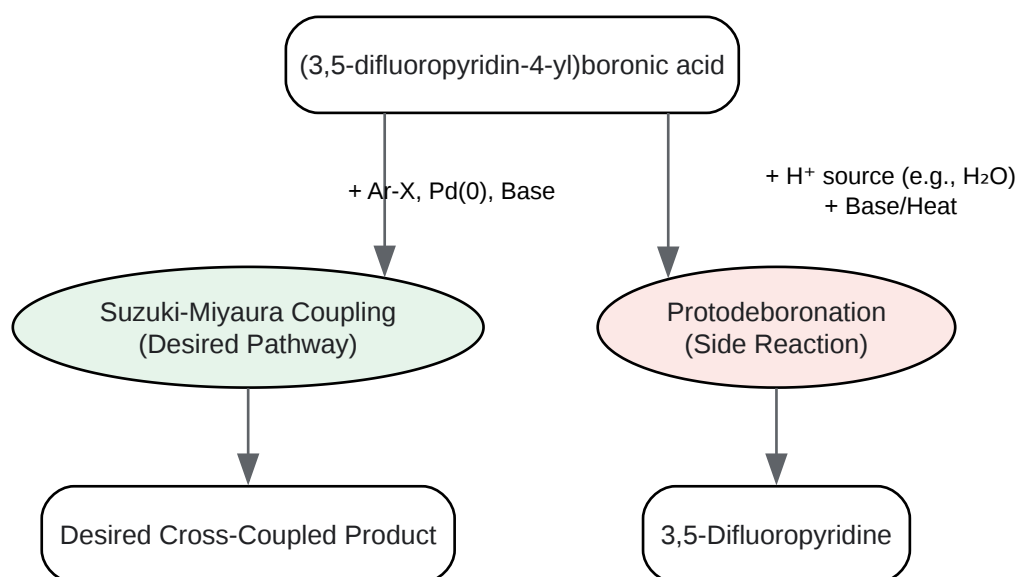 (3,5-difluoropyridin-4-yl)boronic acid
+ Ar-X, Pd(0), Base
+ H⁺ source (e.g., H₂O)
+ Base/Heat
Suzuki-Miyaura Coupling
(Desired Pathway)
Protodeboronation
(Side Reaction)
Desired Cross-Coupled Product
3,5-Difluoropyridine